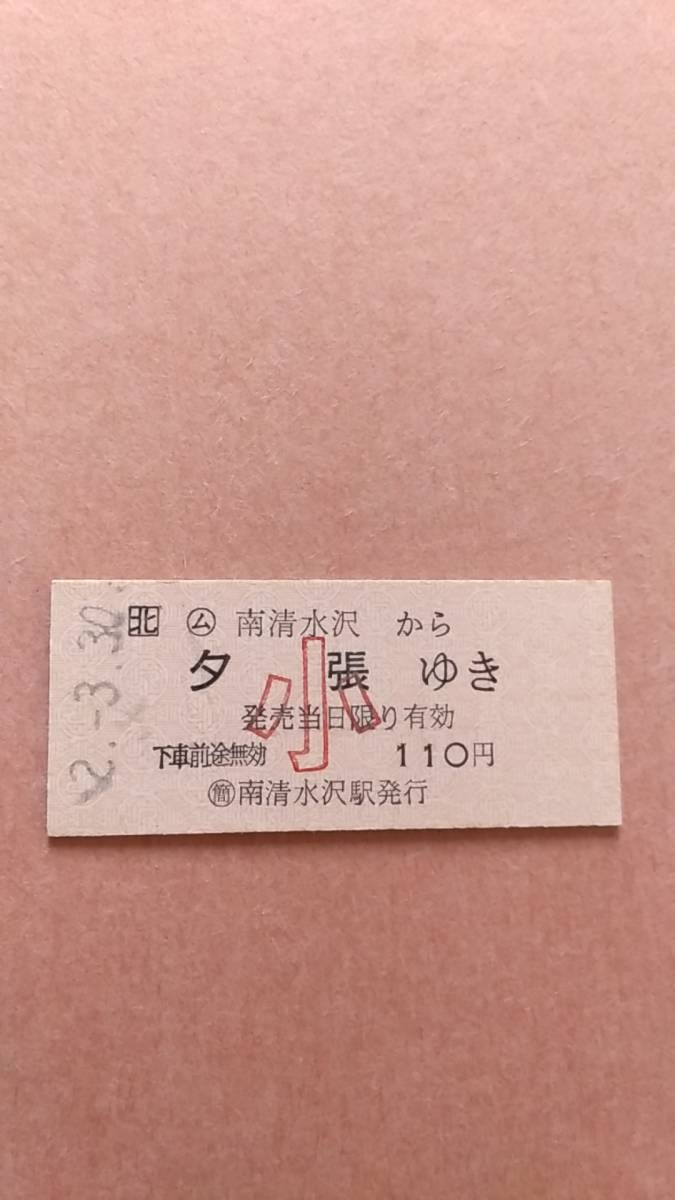 2.-3.30
北 ム 南清水沢 から
夕張 ゆき
小
発売当日限り有効
下車前途無効 110円
簡 南清水沢駅発行